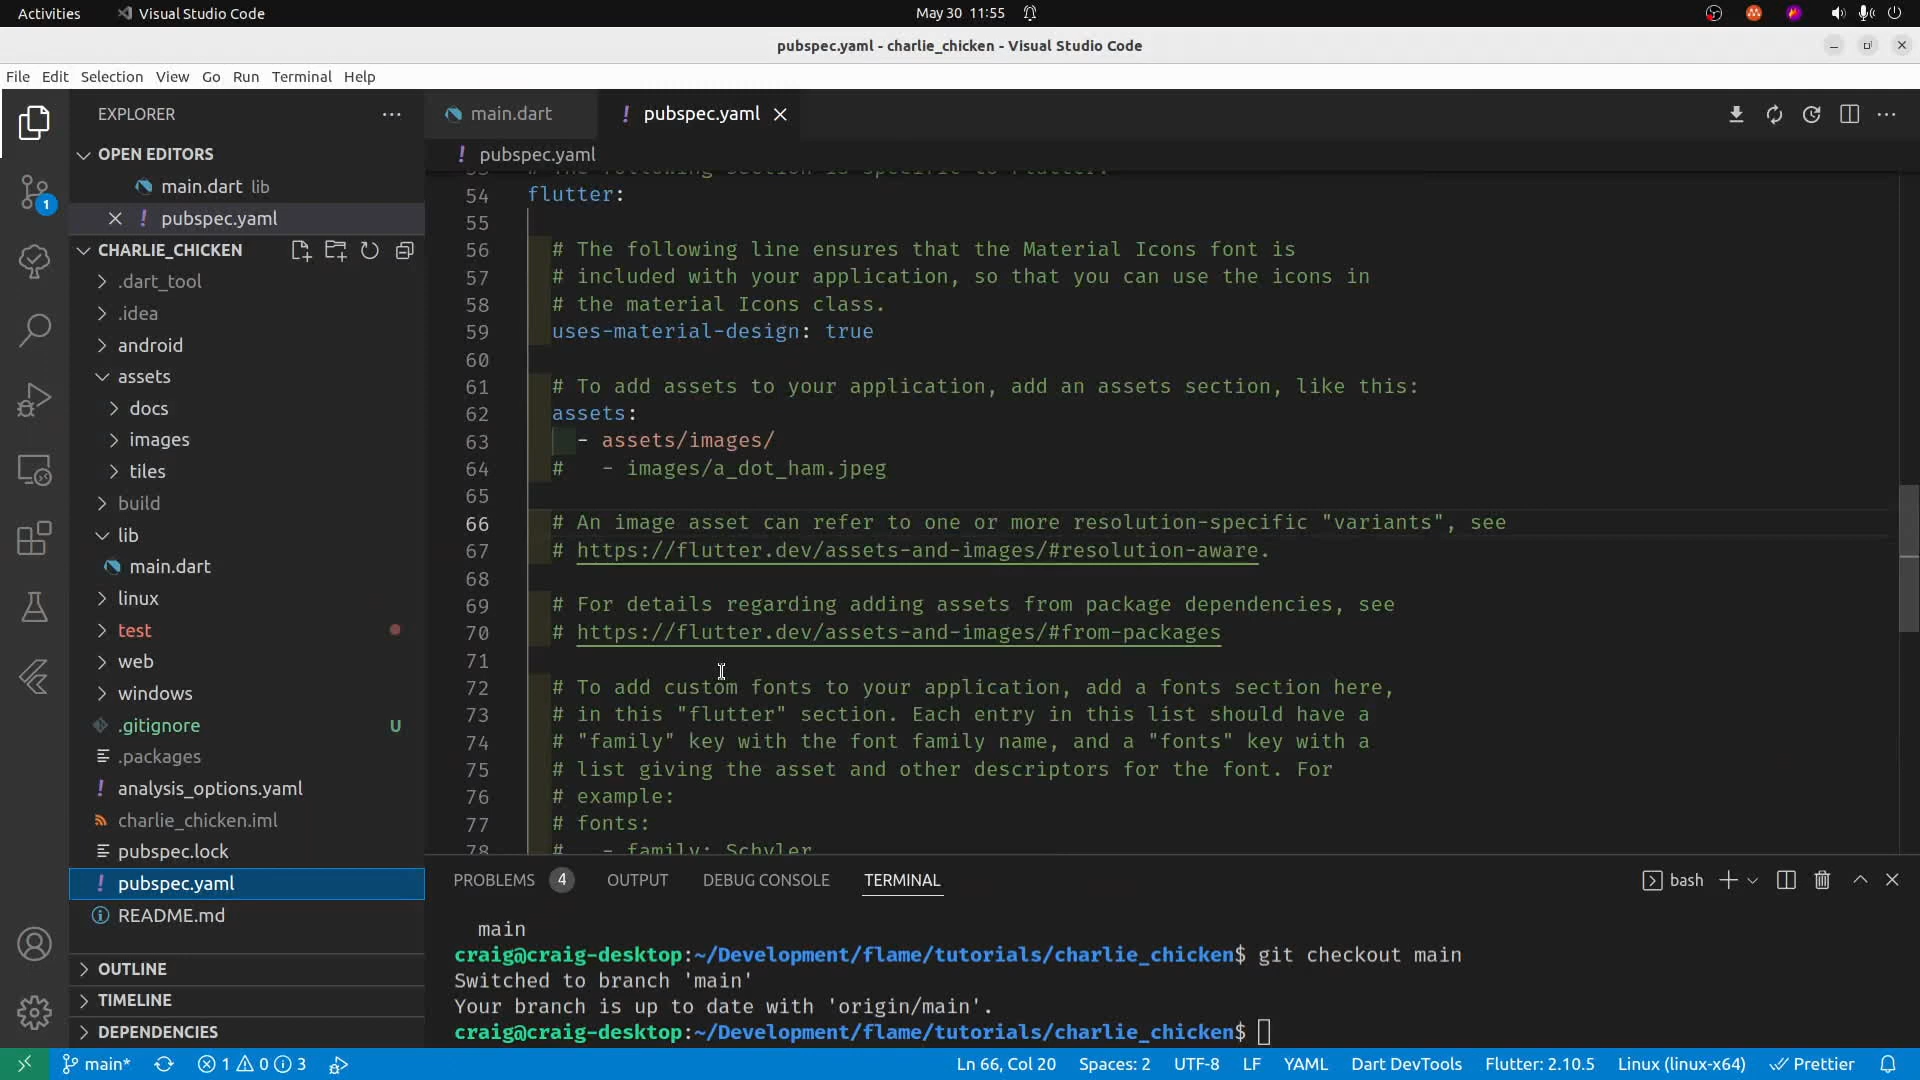 Activities
Visual Studio Code
May 30 11:55
pubspec.yaml - charlie_chicken - Visual Studio Code
File Edit Selection View Go Run Terminal Help
EXPLORER
OPEN EDITORS
main.dart lib
pubspec.yaml
CHARLIE_CHICKEN
.dart_tool
.idea
android
assets
docs
images
tiles
build
lib
main.dart
linux
test
web
windows
.gitignore U
.packages
analysis_options.yaml
charlie_chicken.iml
pubspec.lock
pubspec.yaml
README.md
OUTLINE
TIMELINE
DEPENDENCIES
1
main.dart
pubspec.yaml
pubspec.yaml
53 # The following section is specific to Flutter.
54 flutter:
55
56 # The following line ensures that the Material Icons font is
57 # included with your application, so that you can use the icons in
58 # the material Icons class.
59 uses-material-design: true
60
61 # To add assets to your application, add an assets section, like this:
62 assets:
63 - assets/images/
64 # - images/a_dot_ham.jpeg
65
66 # An image asset can refer to one or more resolution-specific "variants", see
67 # https://flutter.dev/assets-and-images/#resolution-aware.
68
69 # For details regarding adding assets from package dependencies, see
70 # https://flutter.dev/assets-and-images/#from-packages
71
72 # To add custom fonts to your application, add a fonts section here,
73 # in this "flutter" section. Each entry in this list should have a
74 # "family" key with the font family name, and a "fonts" key with a
75 # list giving the asset and other descriptors for the font. For
76 # example:
77 # fonts:
78 # - family: Schyler
PROBLEMS 4 OUTPUT DEBUG CONSOLE TERMINAL
bash
main
craig@craig-desktop:~/Development/flame/tutorials/charlie_chicken$ git checkout main
Switched to branch 'main'
Your branch is up to date with 'origin/main'.
craig@craig-desktop:~/Development/flame/tutorials/charlie_chicken$
main* 1 0 3
Ln 66, Col 20 Spaces: 2 UTF-8 LF YAML Dart DevTools Flutter: 2.10.5 Linux (linux-x64) Prettier